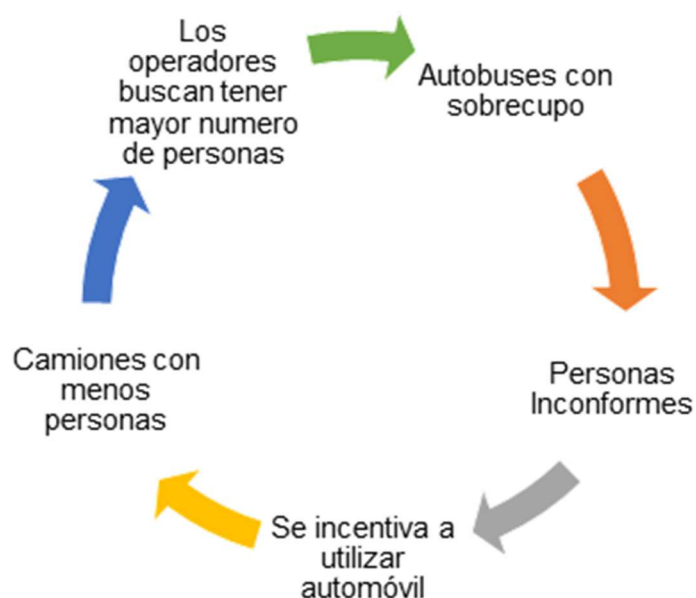 Los
operadores
buscan tener
mayor numero
de personas
Autobuses con
sobrecupo
Personas
Inconformes
Se incentiva a
utilizar
automóvil
Camiones con
menos
personas